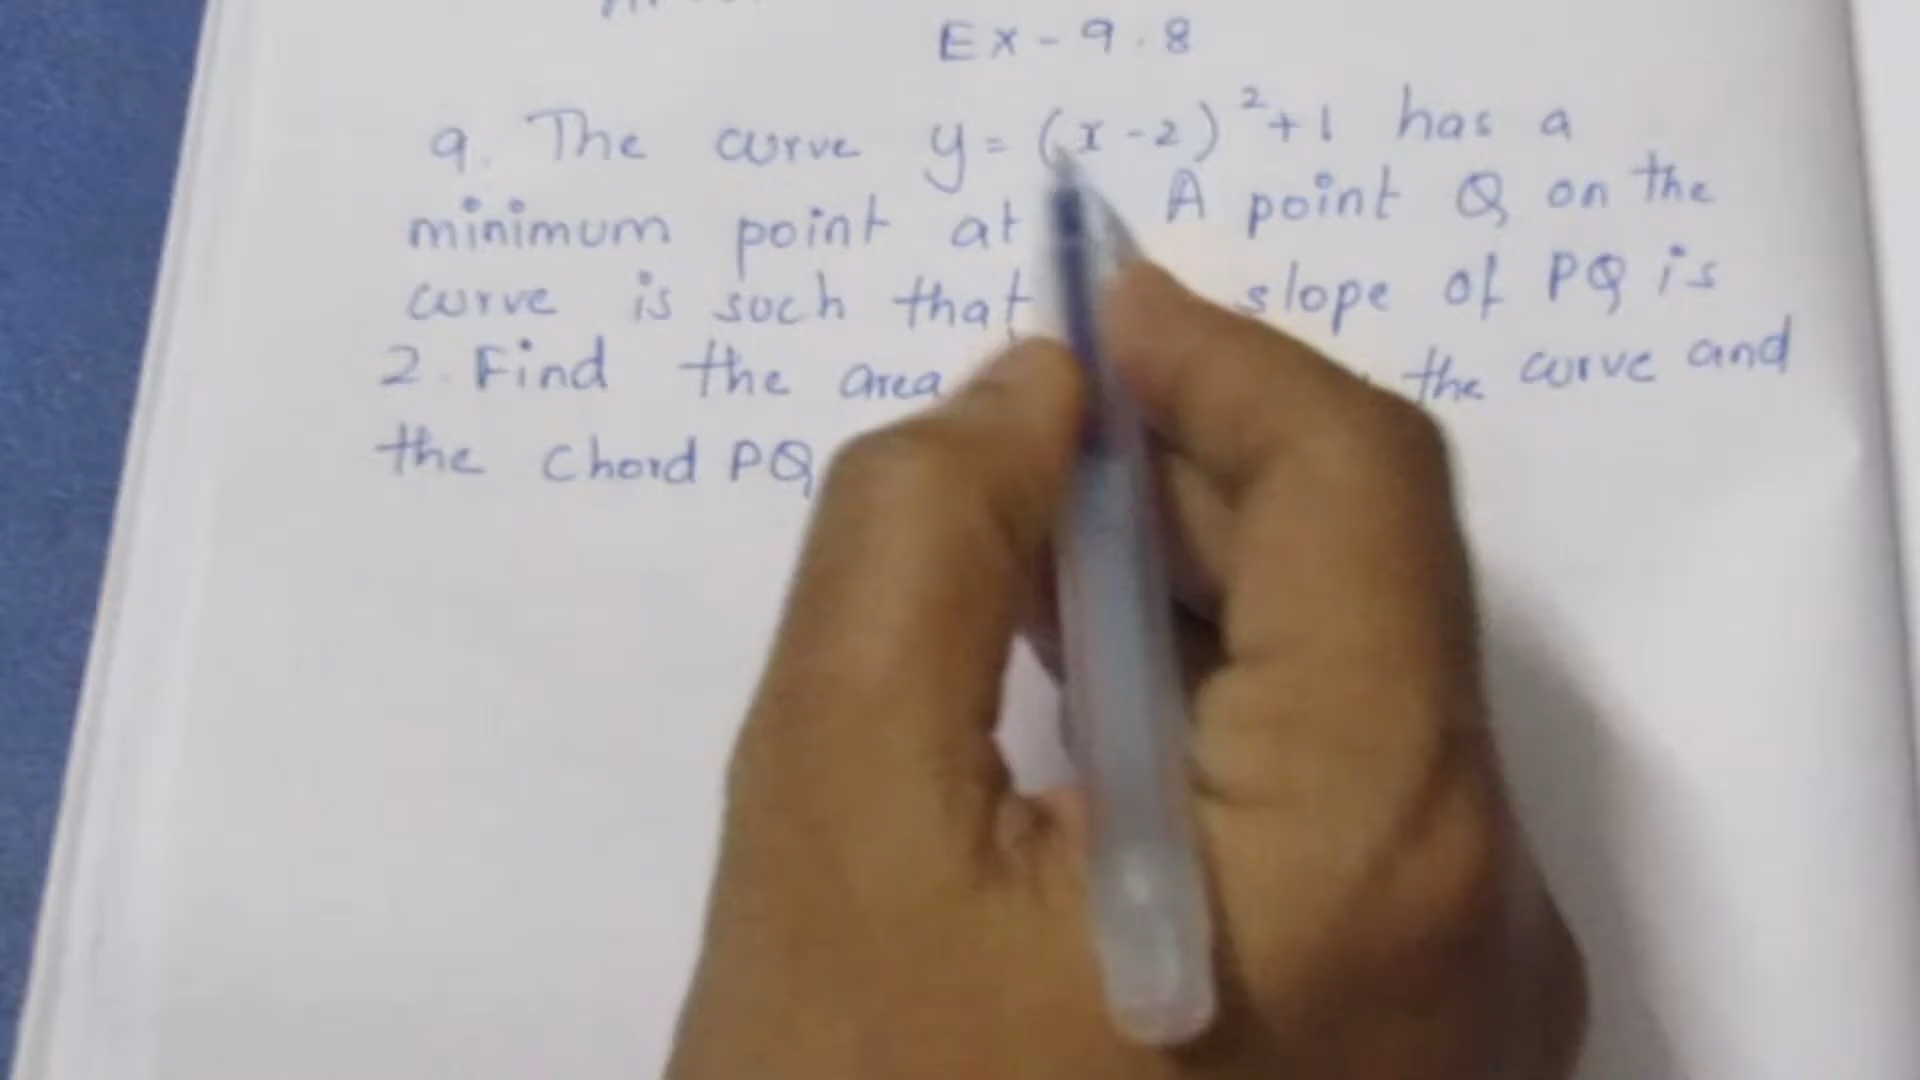 Ex - 9.8
9. The curve y = (x - 2)² + 1 has a
minimum point at A point Q on the
curve is such that slope of PQ is
2. Find the area the curve and
the chord PQ